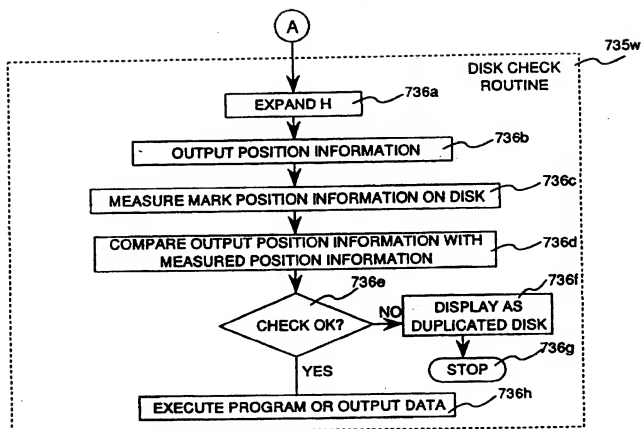 A
735w
DISK CHECK
ROUTINE
EXPAND H
736a
OUTPUT POSITION INFORMATION
736b
MEASURE MARK POSITION INFORMATION ON DISK
736c
COMPARE OUTPUT POSITION INFORMATION WITH
MEASURED POSITION INFORMATION
736d
736e
CHECK OK?
NO
736f
DISPLAY AS
DUPLICATED DISK
STOP
736g
YES
736h
EXECUTE PROGRAM OR OUTPUT DATA